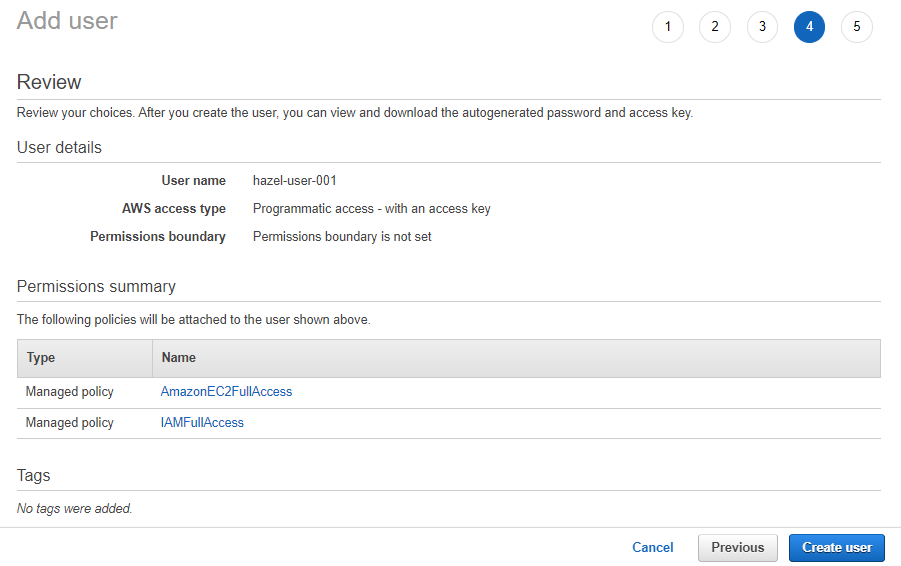 Add user
1 2 3 4 5
Review
Review your choices. After you create the user, you can view and download the autogenerated password and access key.
User details
User name hazel-user-001
AWS access type Programmatic access - with an access key
Permissions boundary Permissions boundary is not set
Permissions summary
The following policies will be attached to the user shown above.
Type Name
Managed policy AmazonEC2FullAccess
Managed policy IAMFullAccess
Tags
No tags were added.
Cancel Previous Create user